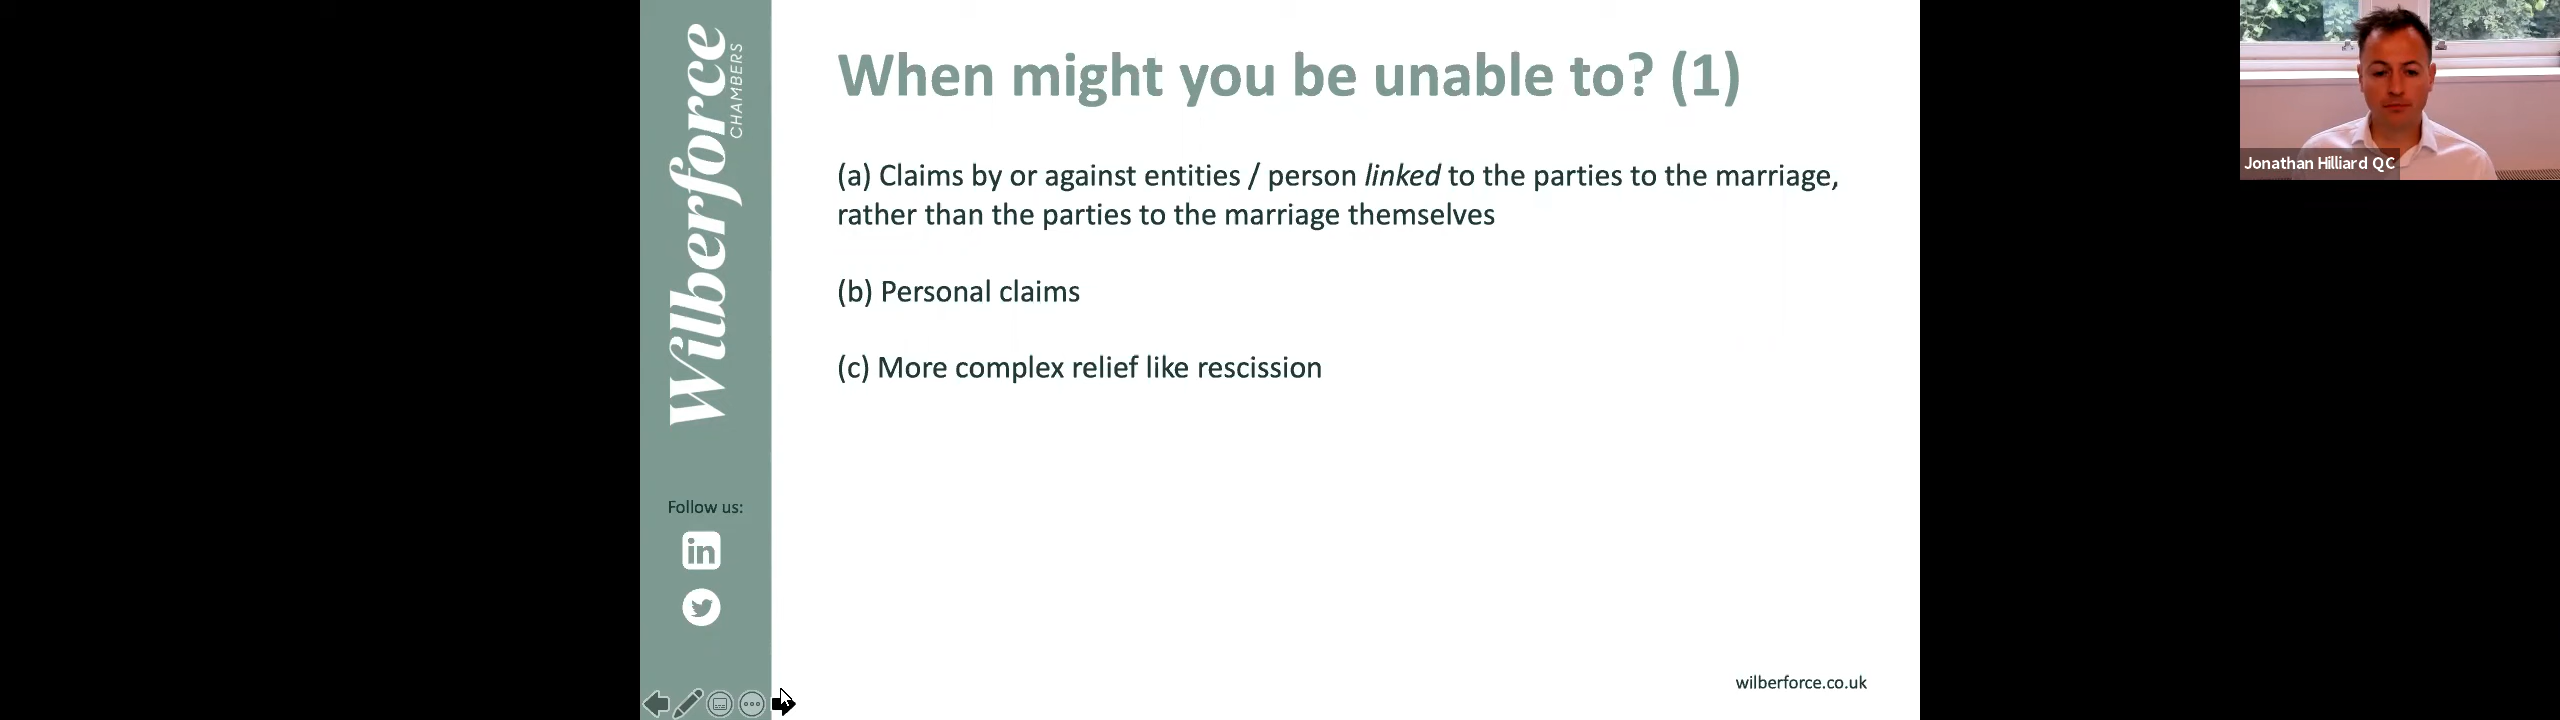 Wilberforce
CHAMBERS
When might you be unable to? (1)
(a) Claims by or against entities / person linked to the parties to the marriage,
rather than the parties to the marriage themselves
(b) Personal claims
(c) More complex relief like rescission
Follow us:
in
wilberforce.co.uk
Jonathan Hilliard QC